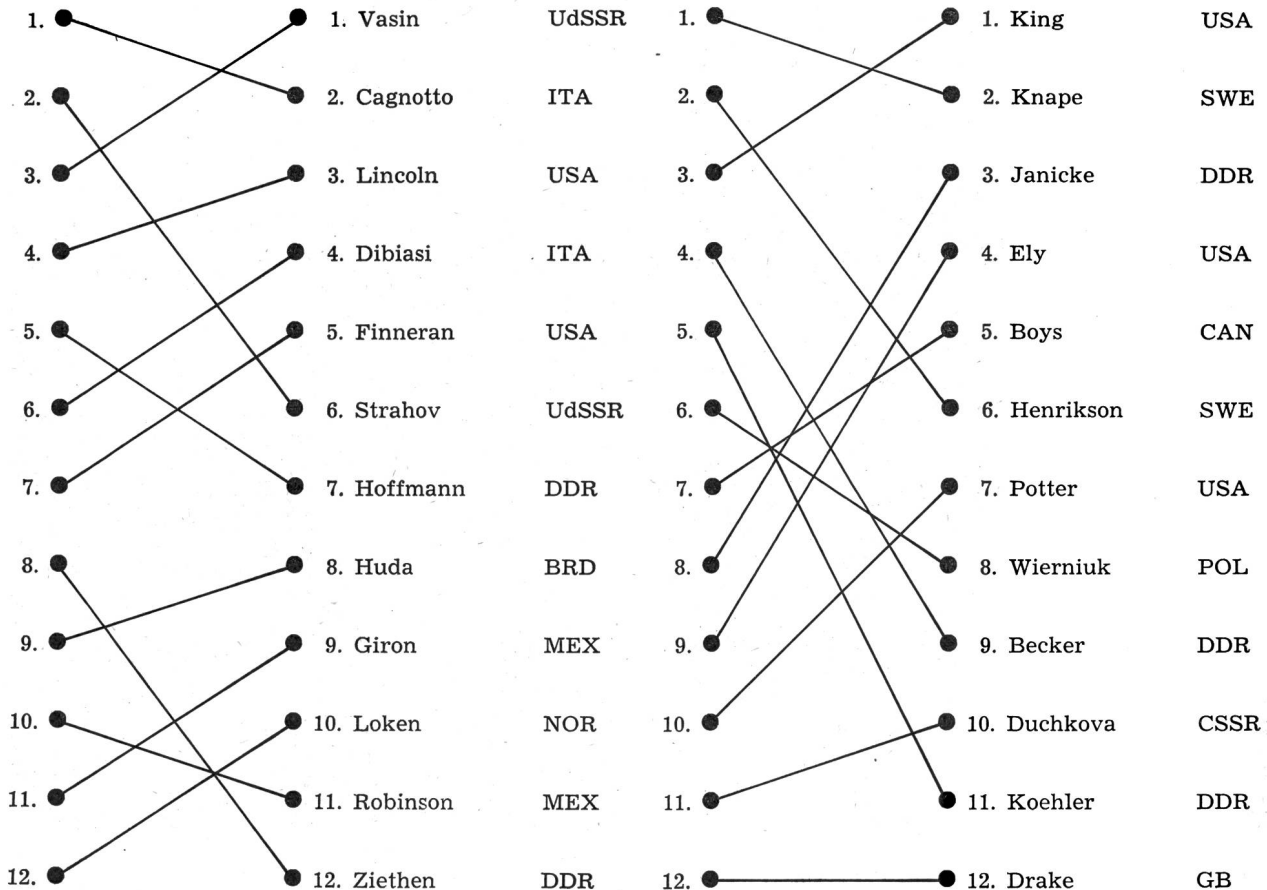 1. 1. Vasin UdSSR 1. 1. King USA
2. 2. Cagnotto ITA 2. 2. Knape SWE
3. 3. Lincoln USA 3. 3. Janicke DDR
4. 4. Dibiasi ITA 4. 4. Ely USA
5. 5. Finneran USA 5. 5. Boys CAN
6. 6. Strahov UdSSR 6. 6. Henrikson SWE
7. 7. Hoffmann DDR 7. 7. Potter USA
8. 8. Huda BRD 8. 8. Wierniuk POL
9. 9. Giron MEX 9. 9. Becker DDR
10. 10. Loken NOR 10. 10. Duchkova CSSR
11. 11. Robinson MEX 11. 11. Koehler DDR
12. 12. Ziethen DDR 12. 12. Drake GB